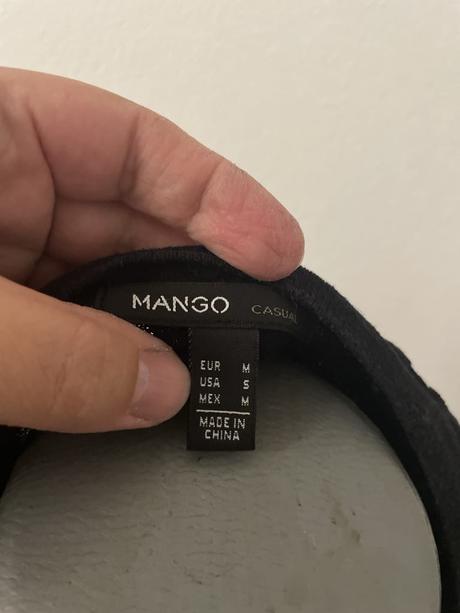 MANGO CASUAL
EUR M
USA S
MEX M
MADE IN
CHINA